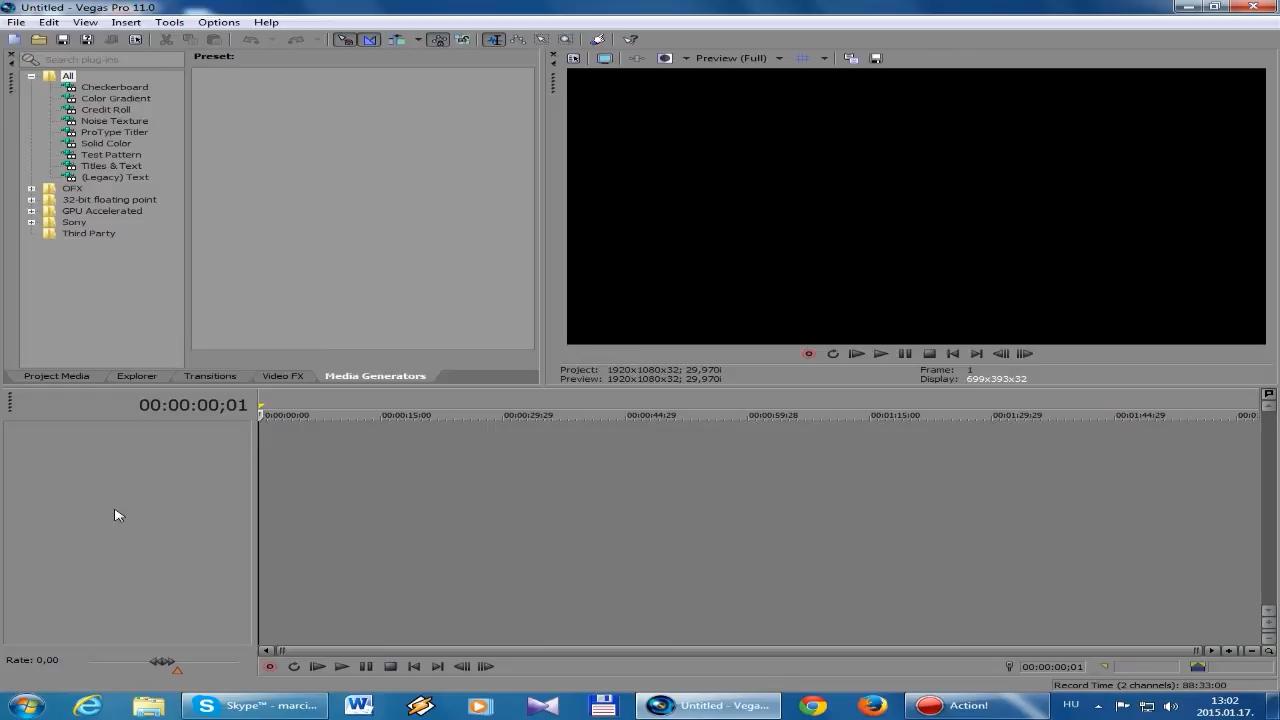 Untitled - Vegas Pro 11.0
File Edit View Insert Tools Options Help
Search plug-ins
Preset:
Preview (Full)
All
Checkerboard
Color Gradient
Credit Roll
Noise Texture
ProType Titler
Solid Color
Test Pattern
Titles & Text
(Legacy) Text
OFX
32-bit floating point
GPU Accelerated
Sony
Third Party
Project: 1920x1080x32; 29,970i
Frame: 1
Preview: 1920x1080x32; 29,970i
Display: 699x393x32
Project Media Explorer Transitions Video FX Media Generators
00:00:00;01
00:00:00 00:00:15;00 00:00:29;29 00:00:44;29 00:00:59;28 00:01:15;00 00:01:29;29 00:01:44;29 00:0
Rate: 0,00
00:00:00;01
Record Time (2 channels): 88:33:00
Skype™ - marci...
Untitled - Vega...
Action!
HU
13:02
2015.01.17.